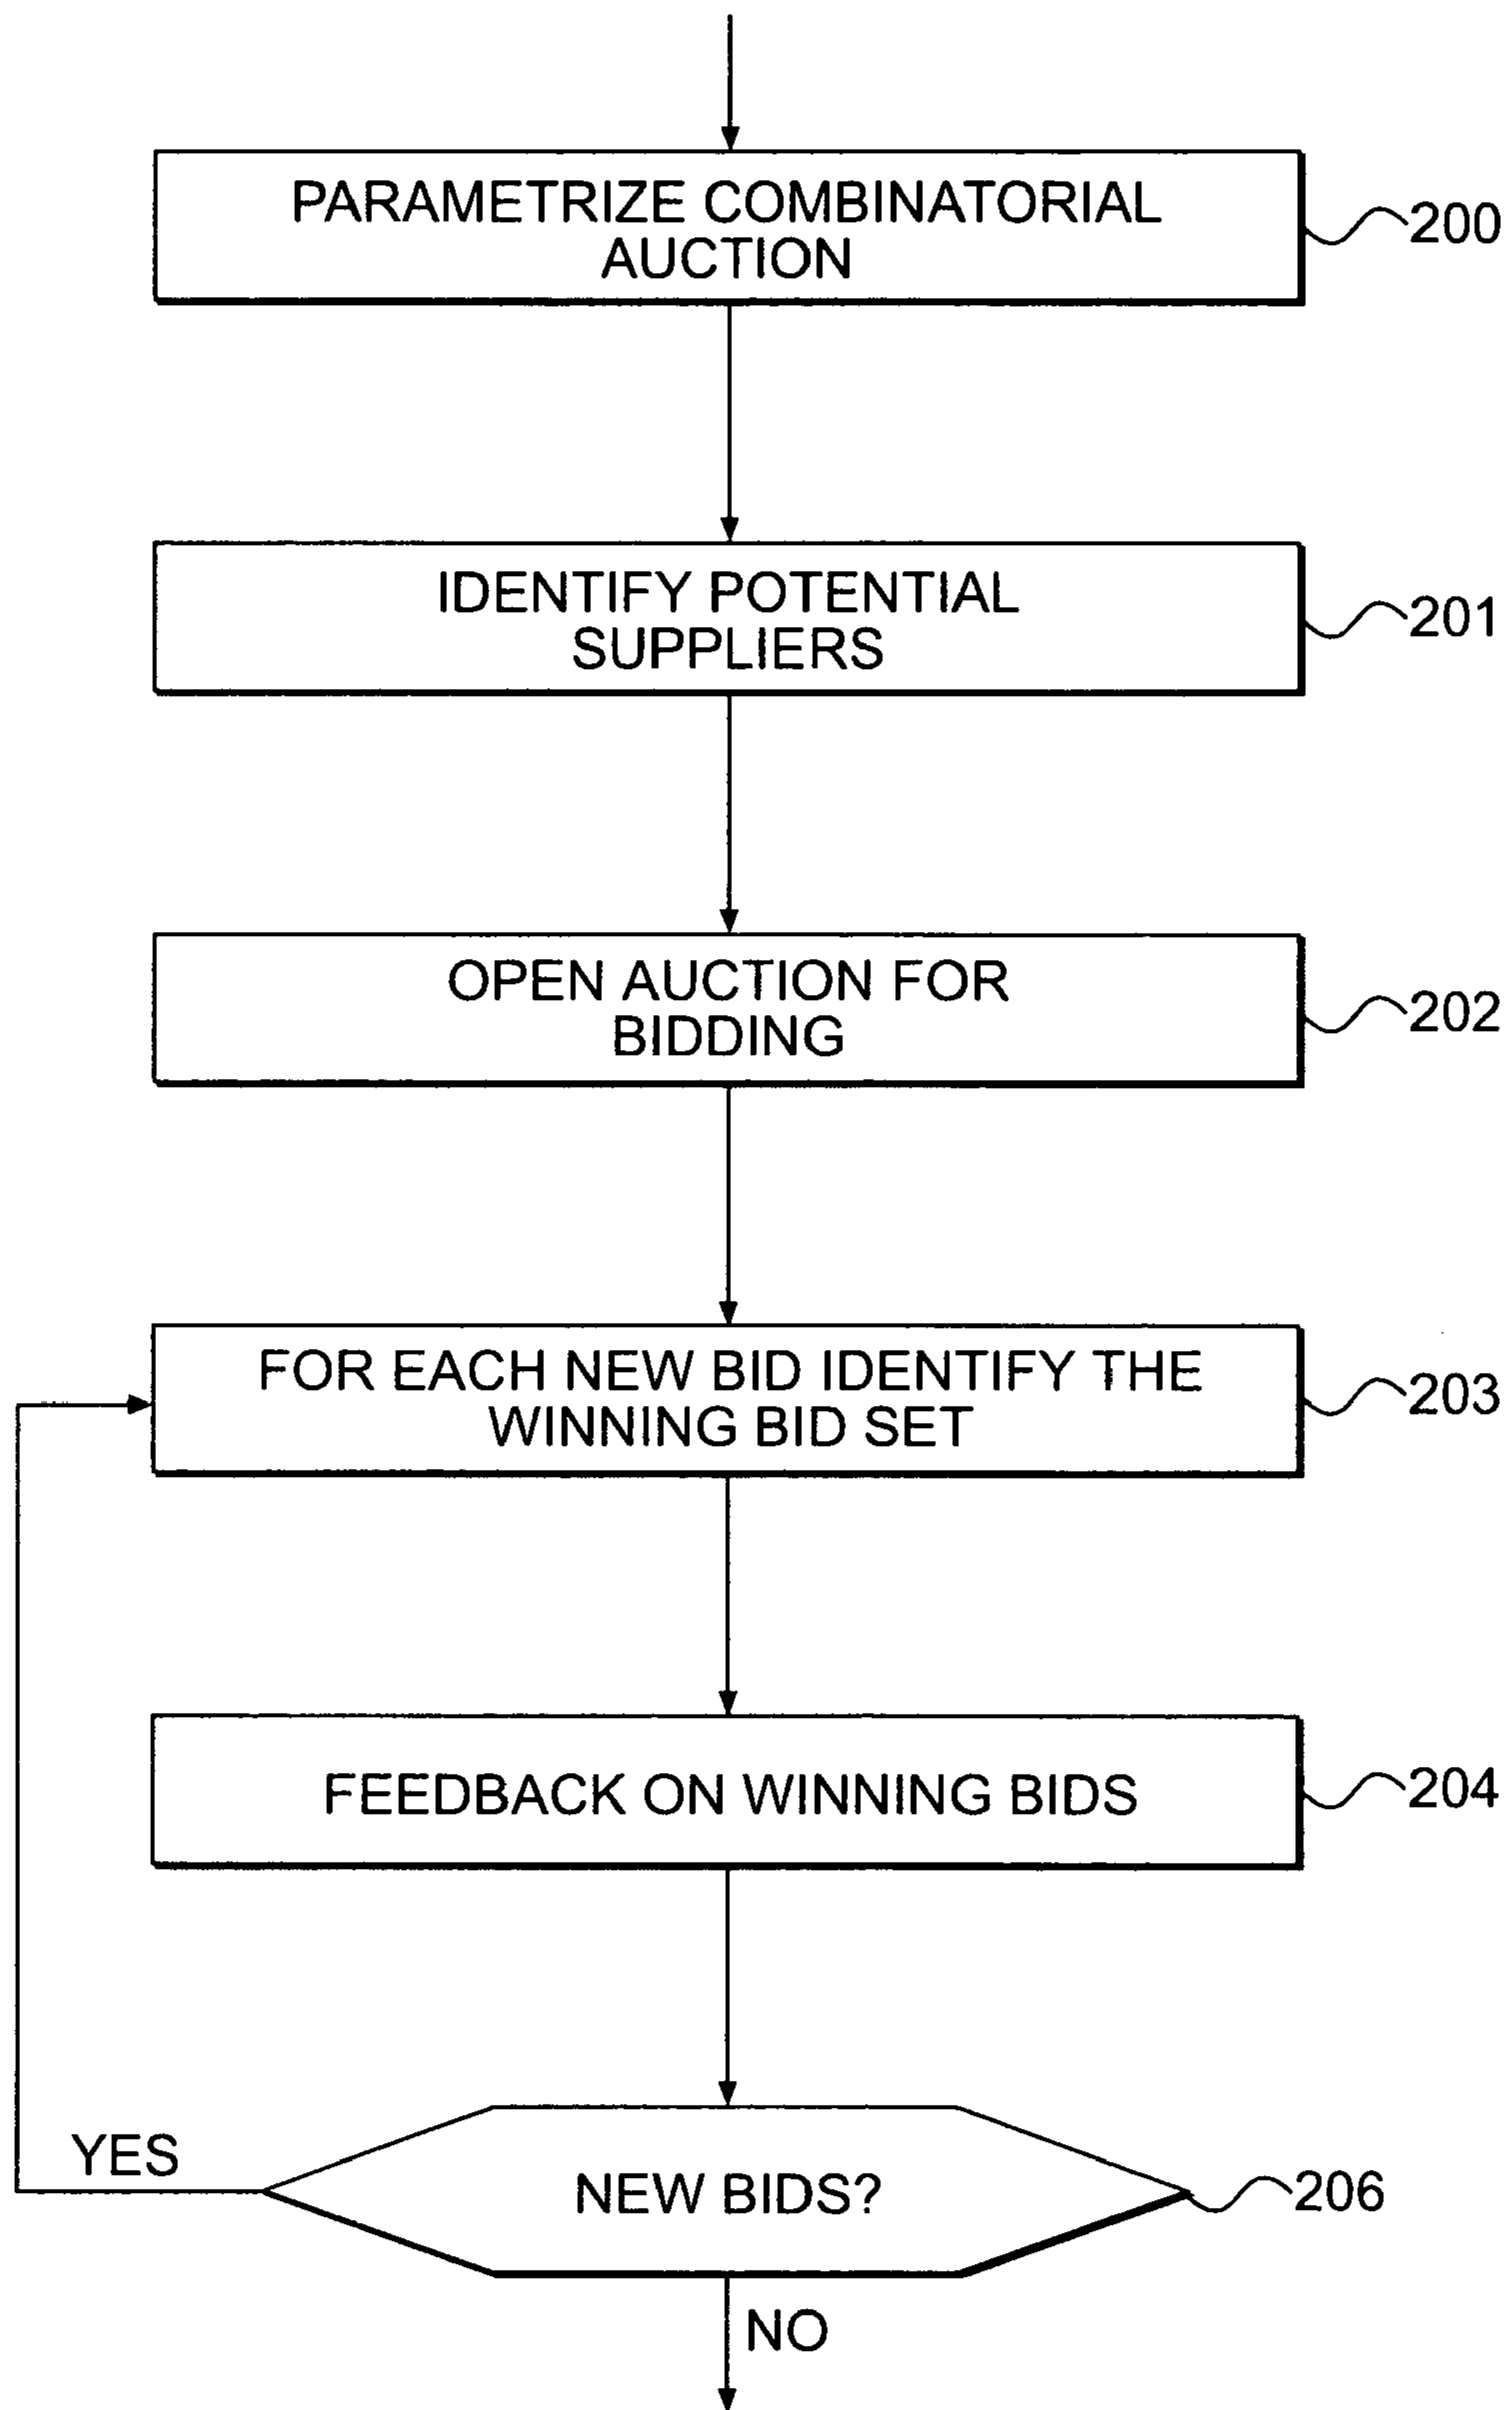 PARAMETRIZE COMBINATORIAL
AUCTION
200
IDENTIFY POTENTIAL
SUPPLIERS
201
OPEN AUCTION FOR
BIDDING
202
FOR EACH NEW BID IDENTIFY THE
WINNING BID SET
203
FEEDBACK ON WINNING BIDS
204
YES
NEW BIDS?
206
NO